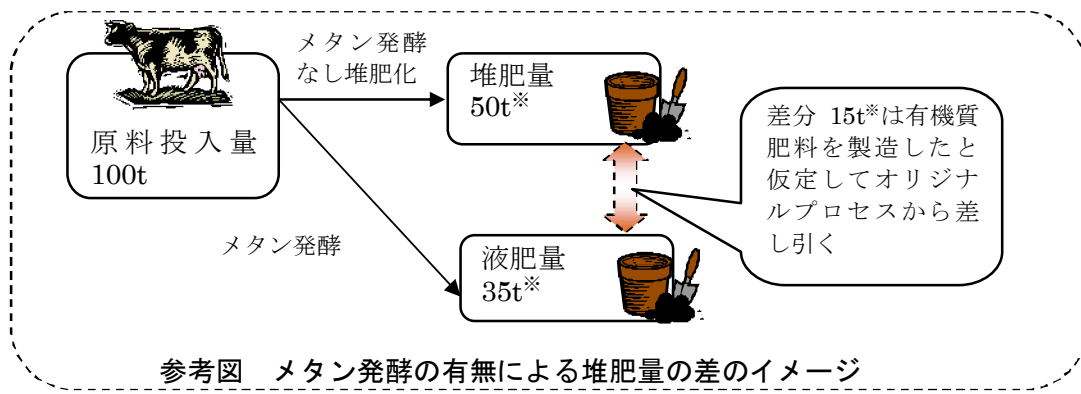 メタン発酵
なし堆肥化
原料投入量
100t
堆肥量
50t※
差分 15t※は有機質
肥料を製造したと
仮定してオリジナ
ルプロセスから差
し引く
メタン発酵
液肥量
35t※
参考図　メタン発酵の有無による堆肥量の差のイメージ